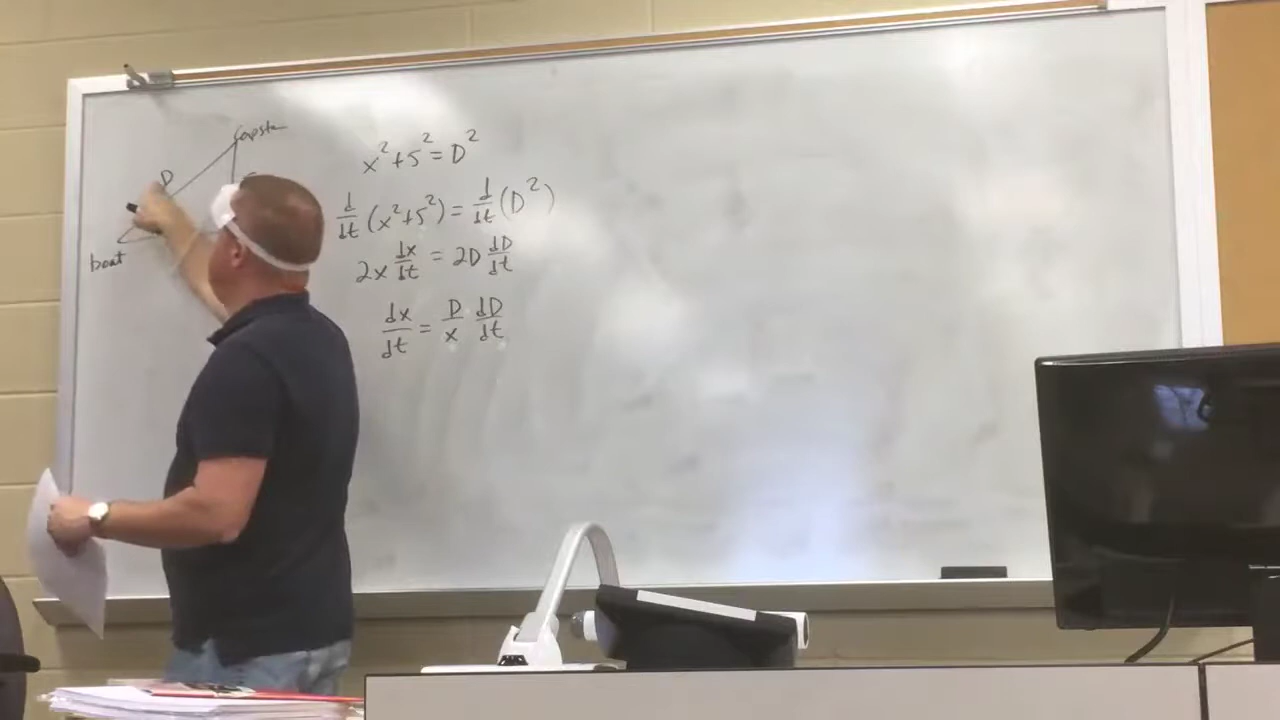 D
boat
x² + 5² = D²
d/dt (x² + 5²) = d/dt (D²)
2x dx/dt = 2D dD/dt
dx/dt = D/x dD/dt